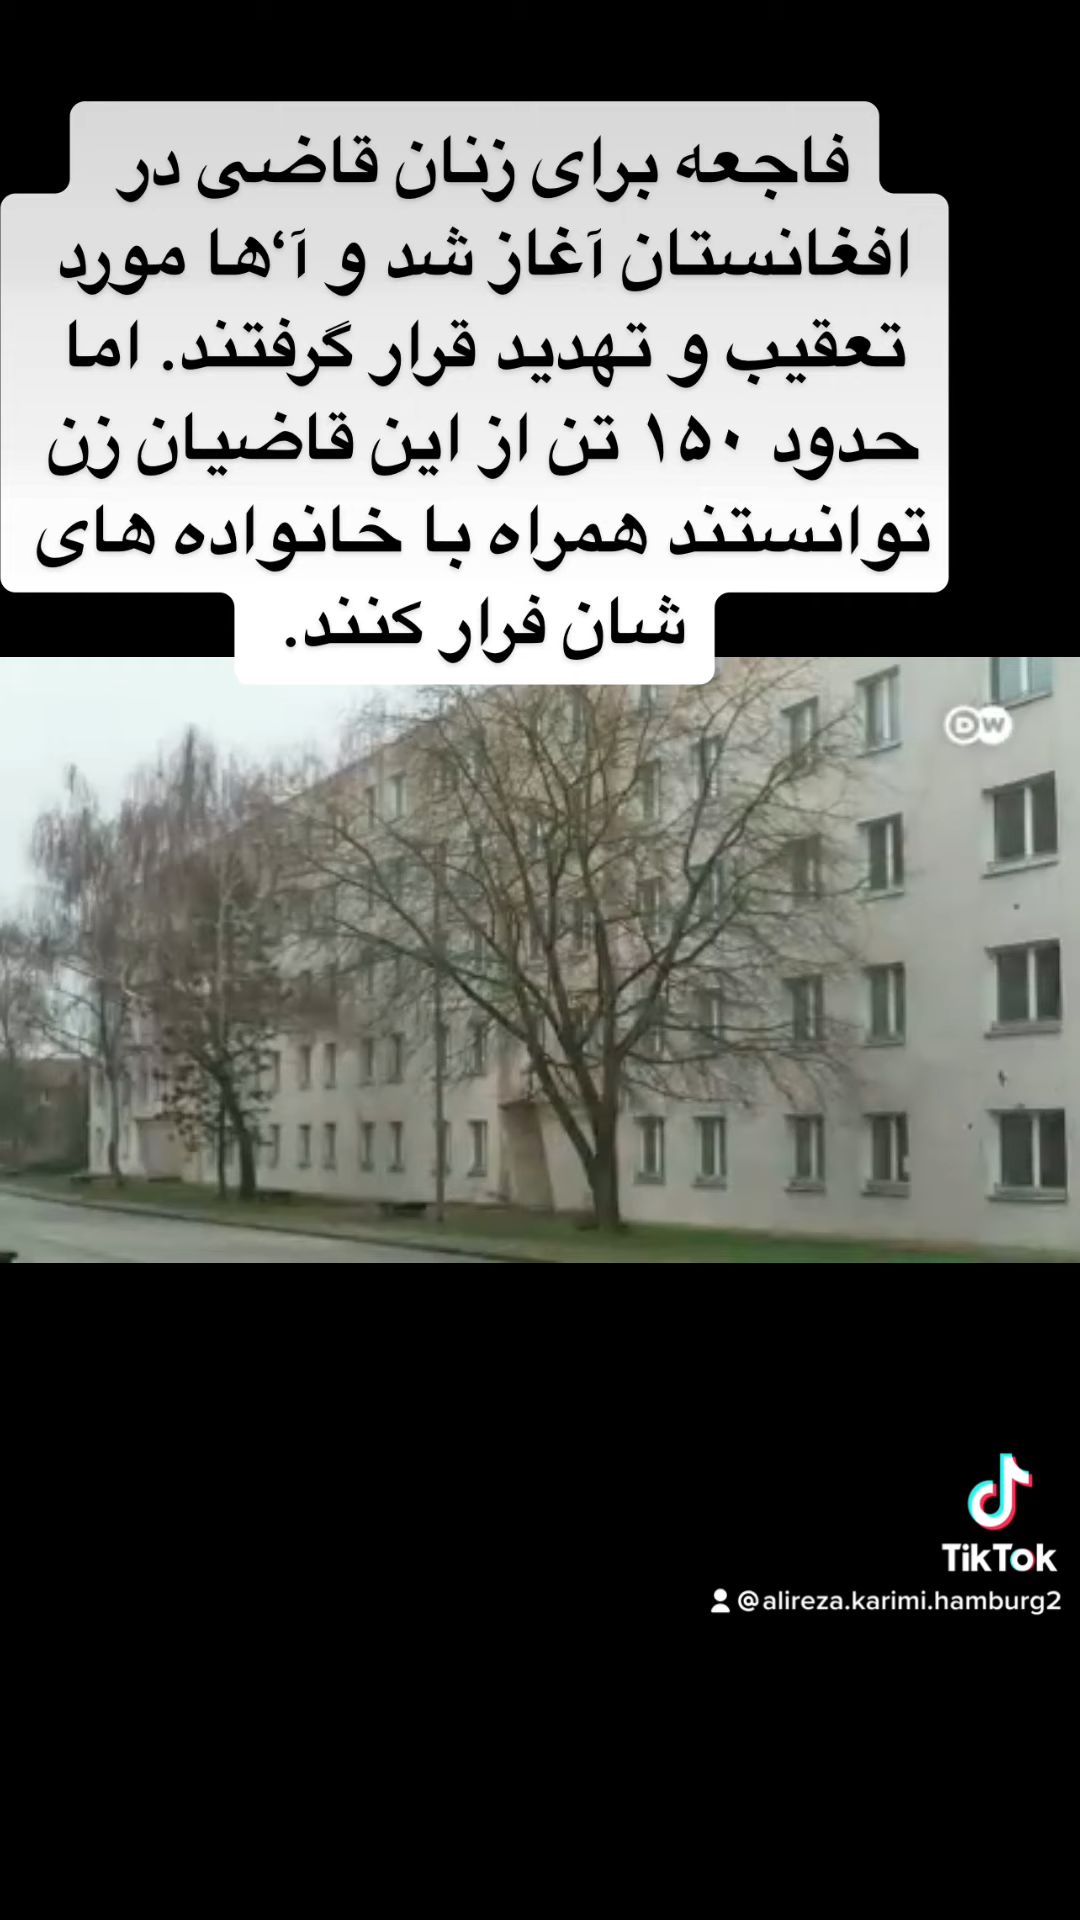 فاجعه برای زنان قاضی در
افغانستان آغاز شد و آ‘ها مورد
تعقیب و تهدید قرار گرفتند. اما
حدود ۱۵۰ تن از این قاضیان زن
توانستند همراه با خانواده های
شان فرار کنند.
DW
TikTok
@alireza.karimi.hamburg2